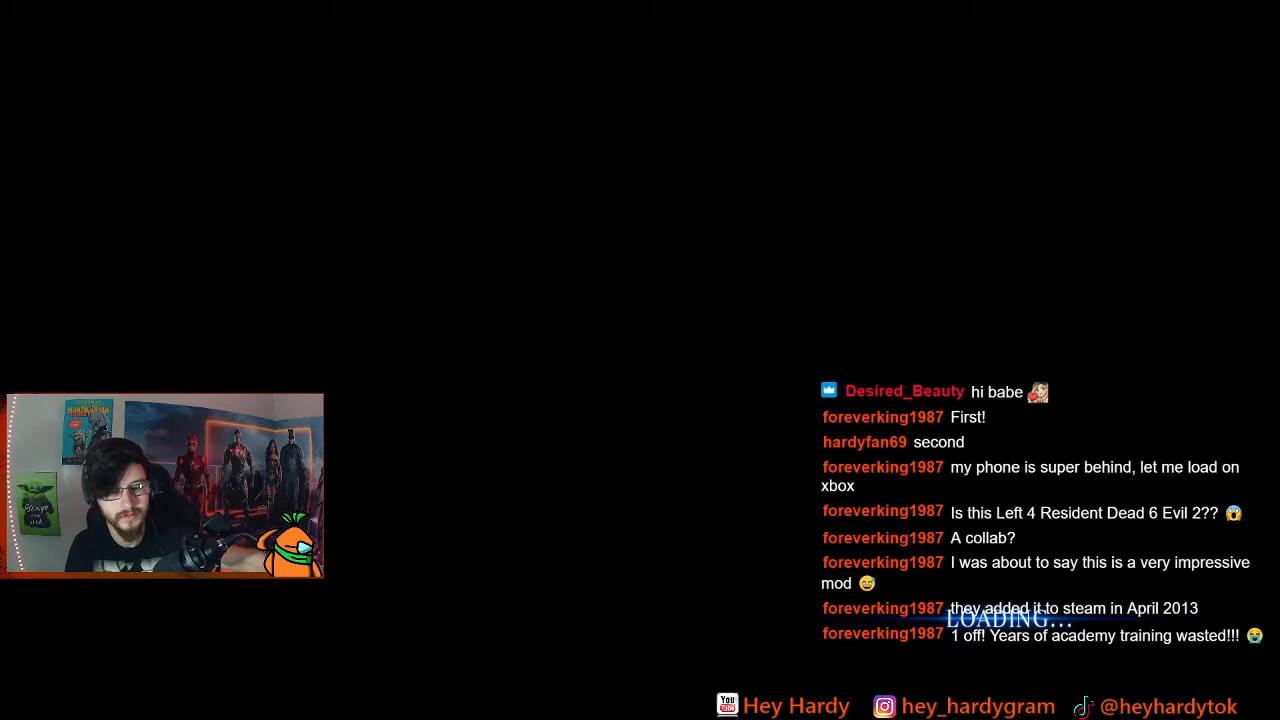 Desired_Beauty hi babe
foreverking1987 First!
hardyfan69 second
foreverking1987 my phone is super behind, let me load on
xbox
foreverking1987 Is this Left 4 Resident Dead 6 Evil 2??
foreverking1987 A collab?
foreverking1987 I was about to say this is a very impressive
mod
foreverking1987 they added it to steam in April 2013
LOADING...
foreverking1987 1 off! Years of academy training wasted!!!
You Tube Hey Hardy hey_hardygram @heyhardytok